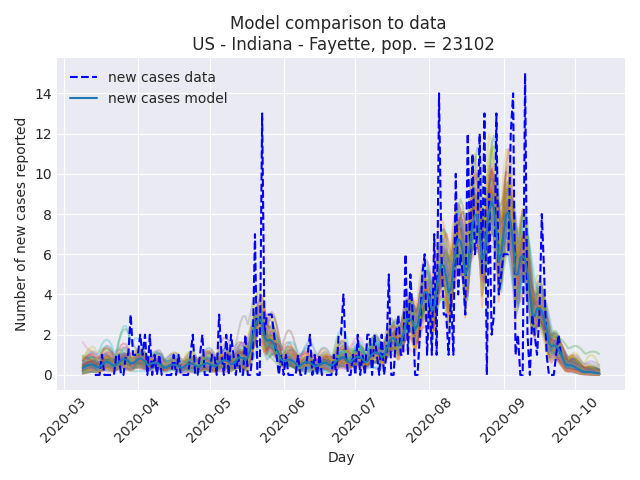 Model comparison to data
US - Indiana - Fayette, pop. = 23102
new cases data
new cases model
Number of new cases reported
14
12
10
8
6
4
2
0
2020-03
2020-04
2020-05
2020-06
2020-07
2020-08
2020-09
2020-10
Day